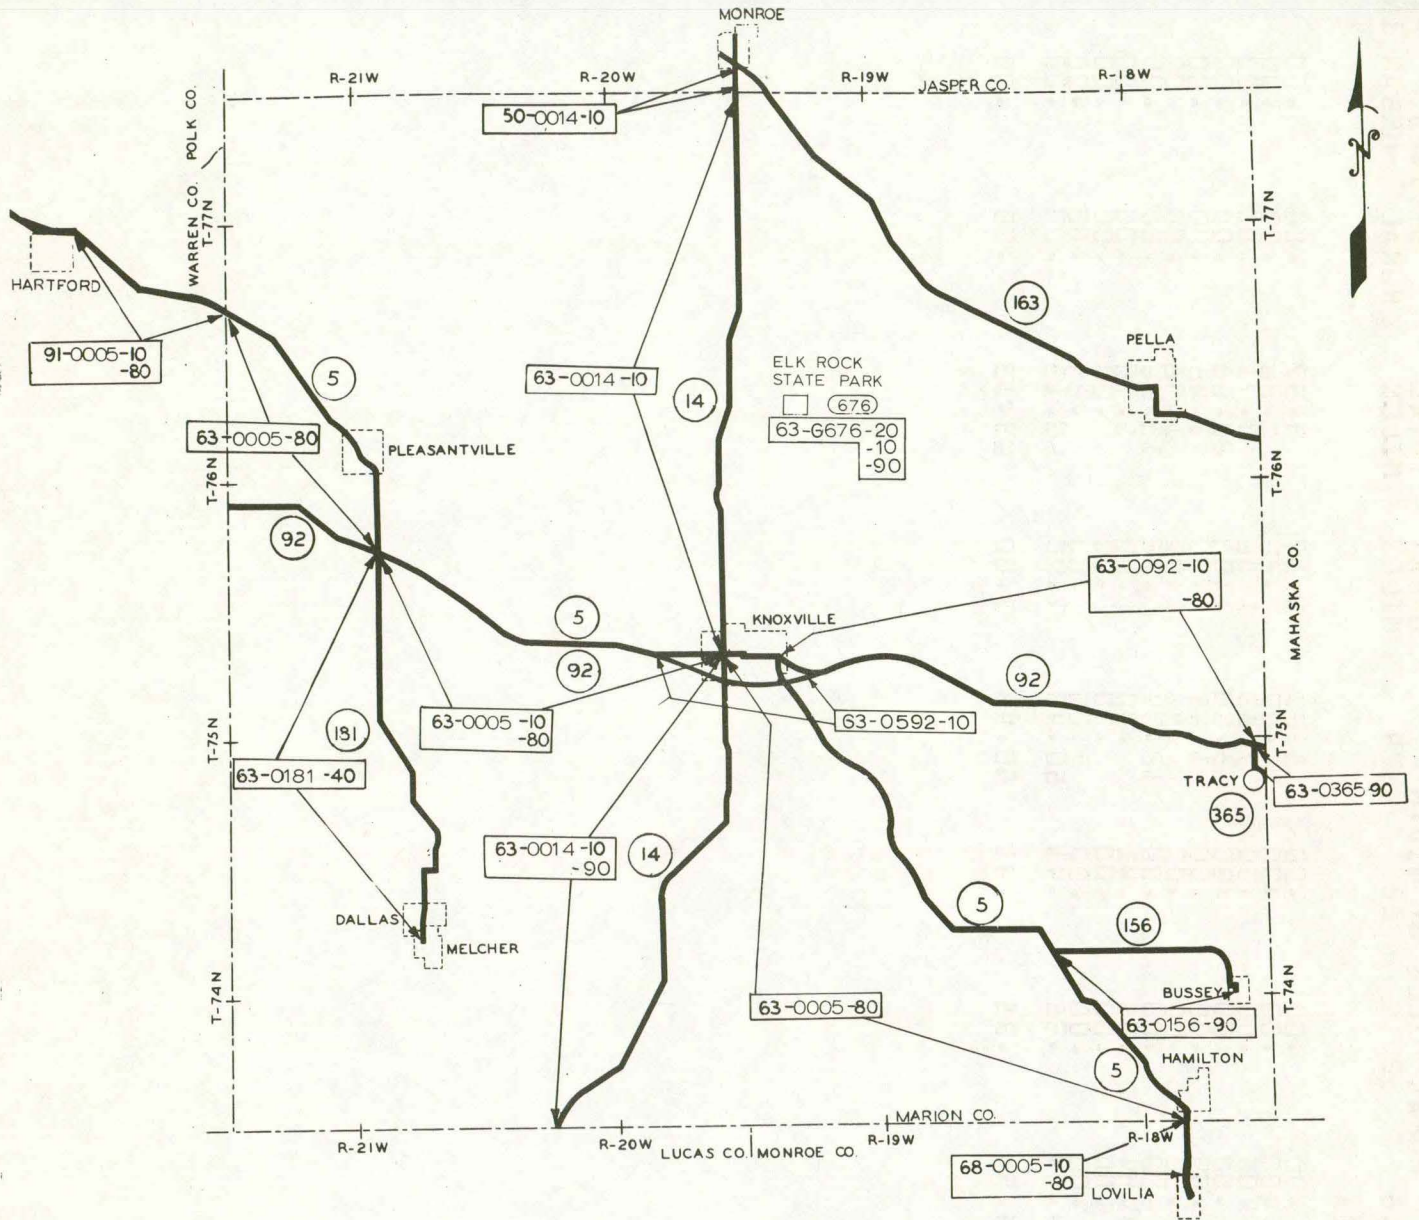 MONROE
R-21W
R-20W
R-19W
R-18W
JASPER CO.
50-0014-10
WARREN CO.
POLK CO.
T-77N
T-77N
HARTFORD
91-0005-10
-80
5
163
PELLA
63-0014-10
14
ELK ROCK
STATE PARK
676
63-G676-20
-10
-90
63-0005-80
PLEASANTVILLE
T-76N
T-76N
92
63-0092-10
-80
MAHASKA CO.
5
92
KNOXVILLE
92
63-0005-10
-80
63-0592-10
181
T-75N
T-75N
63-0181-40
TRACY
365
63-0365-90
63-0014-10
-90
14
DALLAS
MELCHER
5
156
BUSSEY
T-74N
T-74N
63-0005-80
63-0156-90
HAMILTON
5
MARION CO.
R-21W
R-20W
R-19W
R-18W
LUCAS CO.
MONROE CO.
68-0005-10
-80
LOVILIA